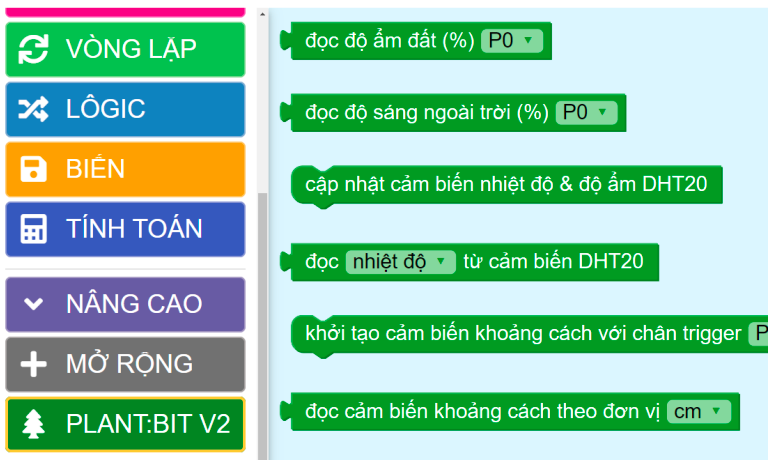 VÒNG LẶP
LÔGIC
BIẾN
TÍNH TOÁN
NÂNG CAO
MỞ RỘNG
PLANT:BIT V2
đọc độ ẩm đất (%) P0
đọc độ sáng ngoài trời (%) P0
cập nhật cảm biến nhiệt độ & độ ẩm DHT20
đọc nhiệt độ từ cảm biến DHT20
khởi tạo cảm biến khoảng cách với chân trigger P
đọc cảm biến khoảng cách theo đơn vị cm